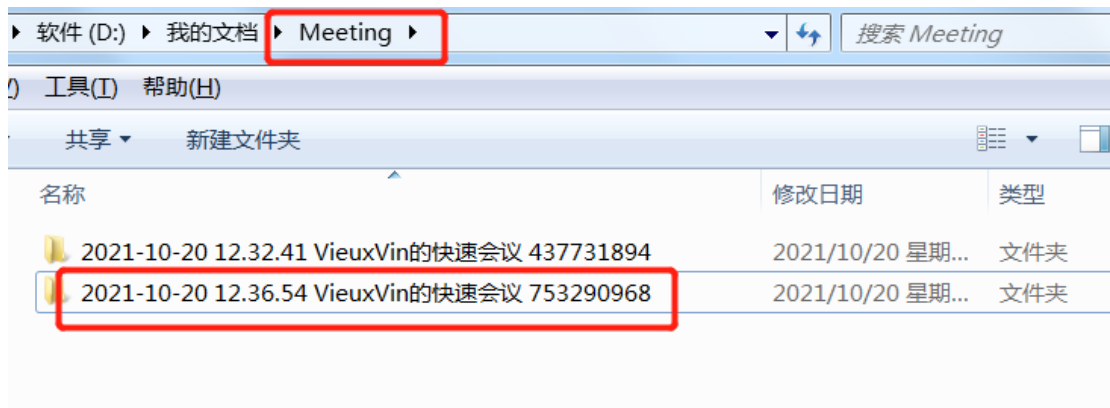 软件 (D:) 我的文档 Meeting 搜索 Meeting
工具(T) 帮助(H)
共享 新建文件夹
名称 修改日期 类型
2021-10-20 12.32.41 VieuxVin的快速会议 437731894 2021/10/20 星期... 文件夹
2021-10-20 12.36.54 VieuxVin的快速会议 753290968 2021/10/20 星期... 文件夹